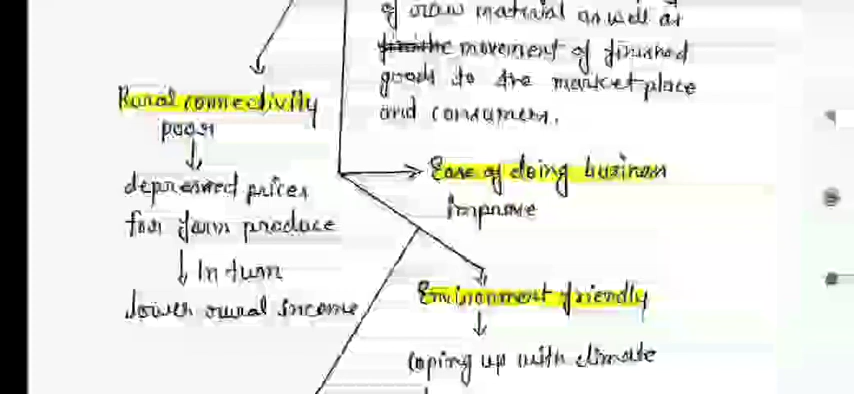 of raw material as well as
movement of finished
goods to the marketplace
and consumers.
Rural connectivity
poor
↓
depressed prices
for farm produce
↓ In turn
lower rural income
Ease of doing business
improve
Environment friendly
↓
coping up with climate